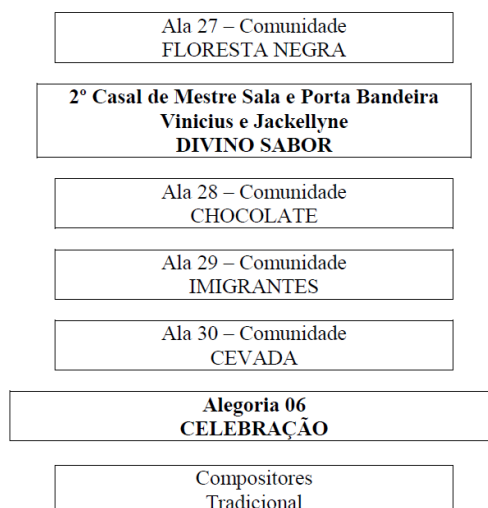 Ala 27 – Comunidade
FLORESTA NEGRA
2º Casal de Mestre Sala e Porta Bandeira
Vinicius e Jackellyne
DIVINO SABOR
Ala 28 – Comunidade
CHOCOLATE
Ala 29 – Comunidade
IMIGRANTES
Ala 30 – Comunidade
CEVADA
Alegoria 06
CELEBRAÇÃO
Compositores
Tradicional